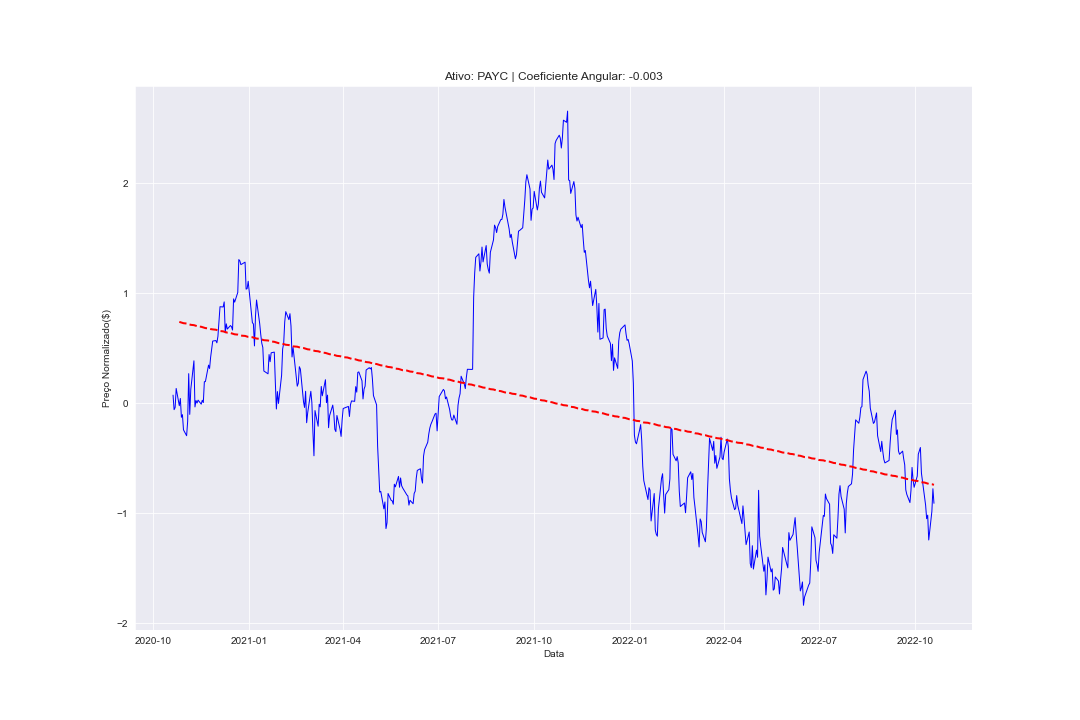 Ativo: PAYC | Coeficiente Angular: -0.003
Preço Normalizado($)
2
1
0
−1
−2
2020-10 2021-01 2021-04 2021-07 2021-10 2022-01 2022-04 2022-07 2022-10
Data